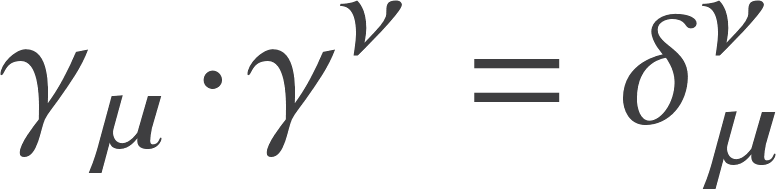 γ_μ · γ^ν = δ_μ^ν